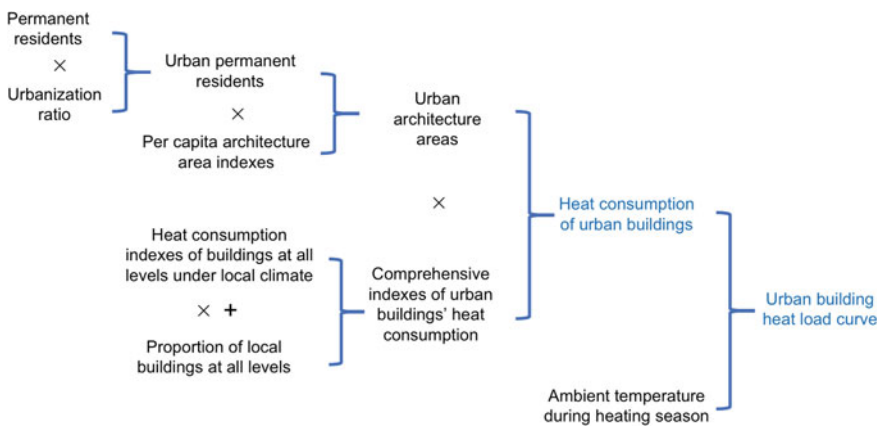 Permanent
residents
×
Urbanization
ratio
Urban permanent
residents
×
Per capita architecture
area indexes
Urban
architecture
areas
×
Heat consumption
indexes of buildings at all
levels under local climate
× +
Proportion of local
buildings at all levels
Comprehensive
indexes of urban
buildings’ heat
consumption
Heat consumption
of urban buildings
Ambient temperature
during heating season
Urban building
heat load curve